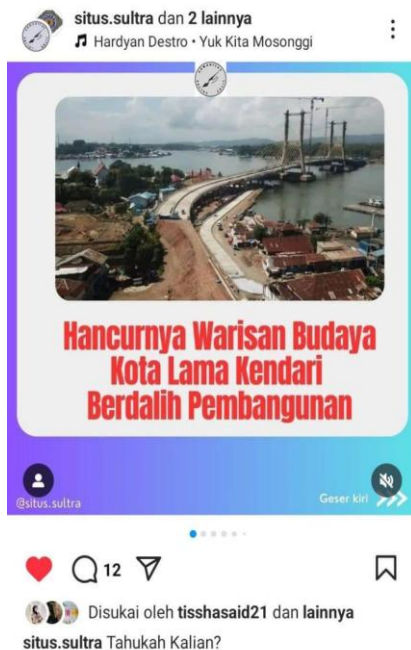 situs.sultra dan 2 lainnya
Hardyan Destro • Yuk Kita Mosonggi
Hancurnya Warisan Budaya
Kota Lama Kendari
Berdalih Pembangunan
@situs.sultra
Geser kiri
12
Disukai oleh tisshasaid21 dan lainnya
situs.sultra Tahukah Kalian?